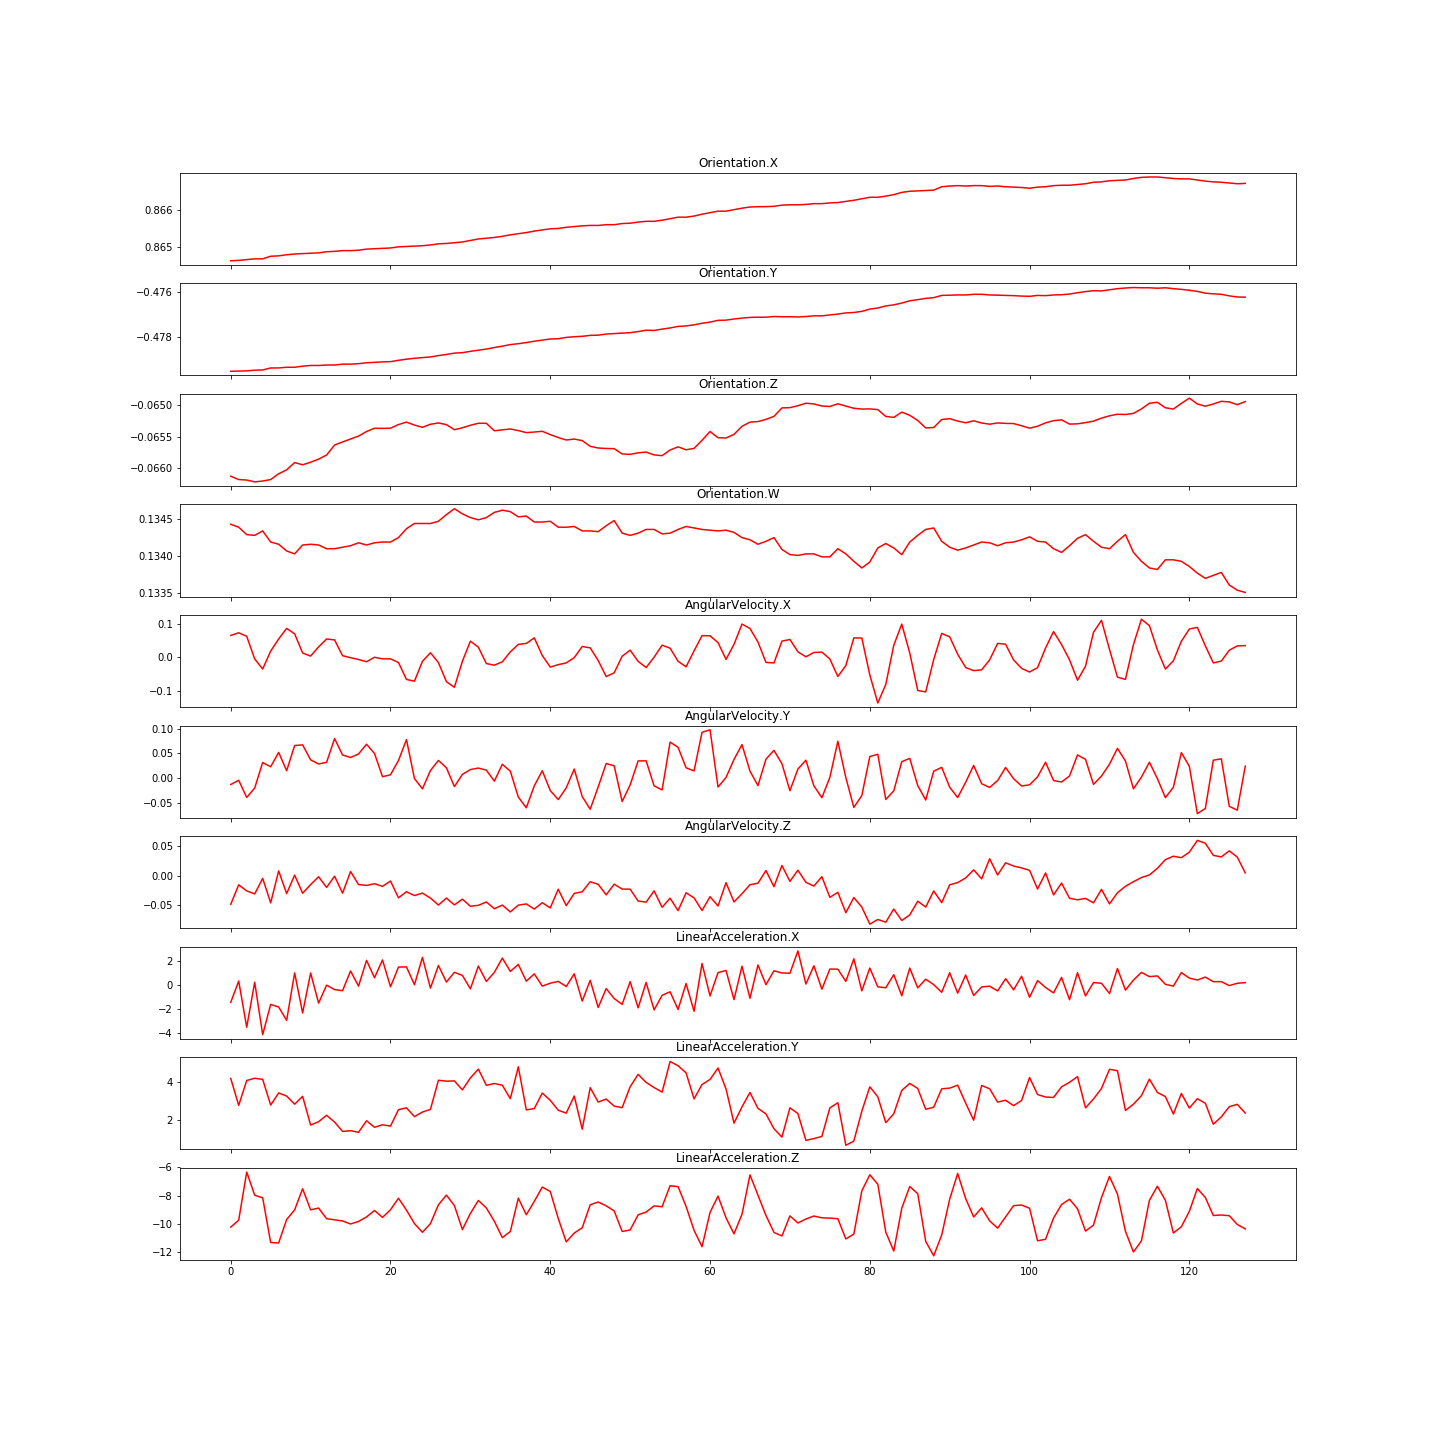 Orientation.X
0.866
0.865
Orientation.Y
−0.476
−0.478
Orientation.Z
−0.0650
−0.0655
−0.0660
Orientation.W
0.1345
0.1340
0.1335
AngularVelocity.X
0.1
0.0
−0.1
AngularVelocity.Y
0.10
0.05
0.00
−0.05
AngularVelocity.Z
0.05
0.00
−0.05
LinearAcceleration.X
2
0
−2
−4
LinearAcceleration.Y
4
2
LinearAcceleration.Z
−6
−8
−10
−12
0 20 40 60 80 100 120